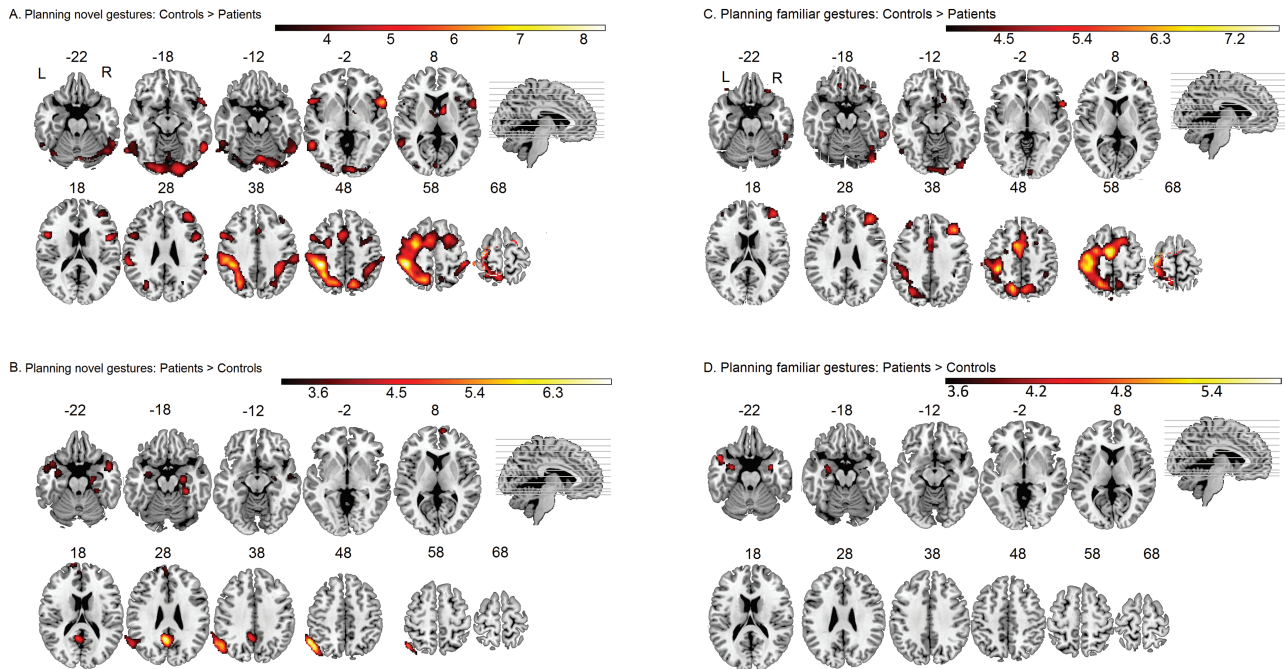 A. Planning novel gestures: Controls > Patients
4 5 6 7 8
-22 -18 -12 -2 8
L R
18 28 38 48 58 68
C. Planning familiar gestures: Controls > Patients
4.5 5.4 6.3 7.2
-22 -18 -12 -2 8
L R
18 28 38 48 58 68
B. Planning novel gestures: Patients > Controls
3.6 4.5 5.4 6.3
-22 -18 -12 -2 8
18 28 38 48 58 68
D. Planning familiar gestures: Patients > Controls
3.6 4.2 4.8 5.4
-22 -18 -12 -2 8
18 28 38 48 58 68